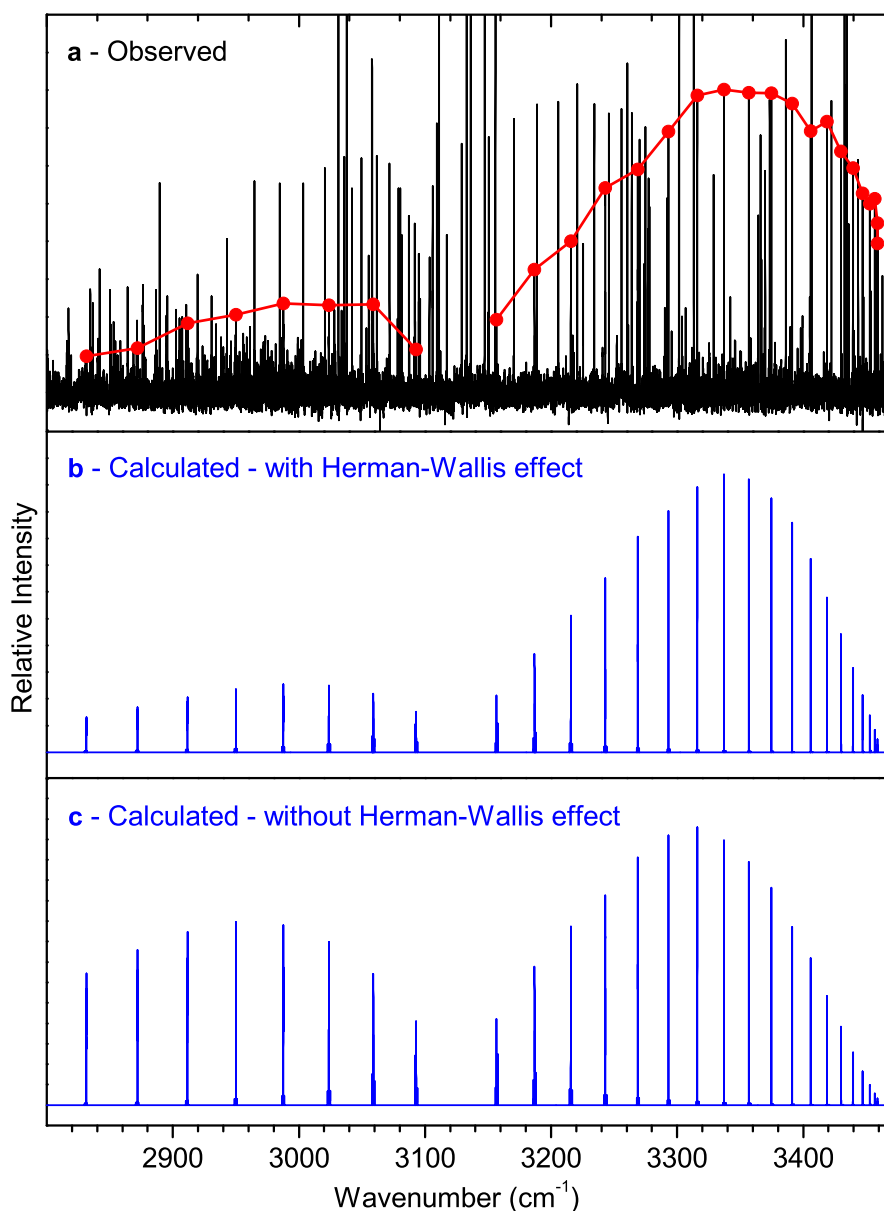 a - Observed
b - Calculated - with Herman-Wallis effect
c - Calculated - without Herman-Wallis effect
Relative Intensity
2900 3000 3100 3200 3300 3400
Wavenumber (cm⁻¹)